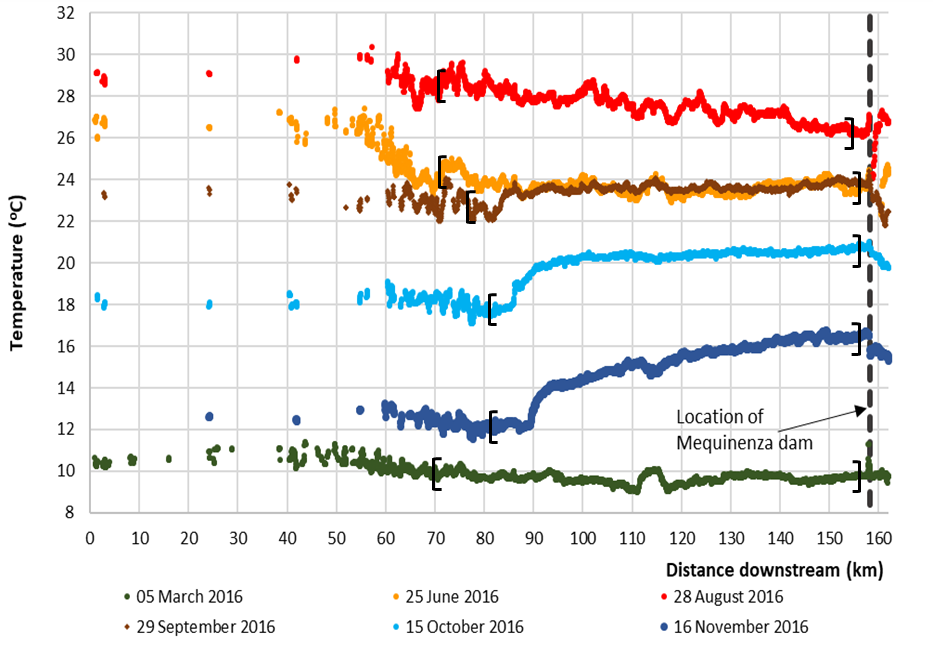 32
30
28
26
24
22
20
18
16
14
12
10
8
Temperature (°C)
Location of
Mequinenza dam
0 10 20 30 40 50 60 70 80 90 100 110 120 130 140 150 160
Distance downstream (km)
05 March 2016 25 June 2016 28 August 2016
29 September 2016 15 October 2016 16 November 2016